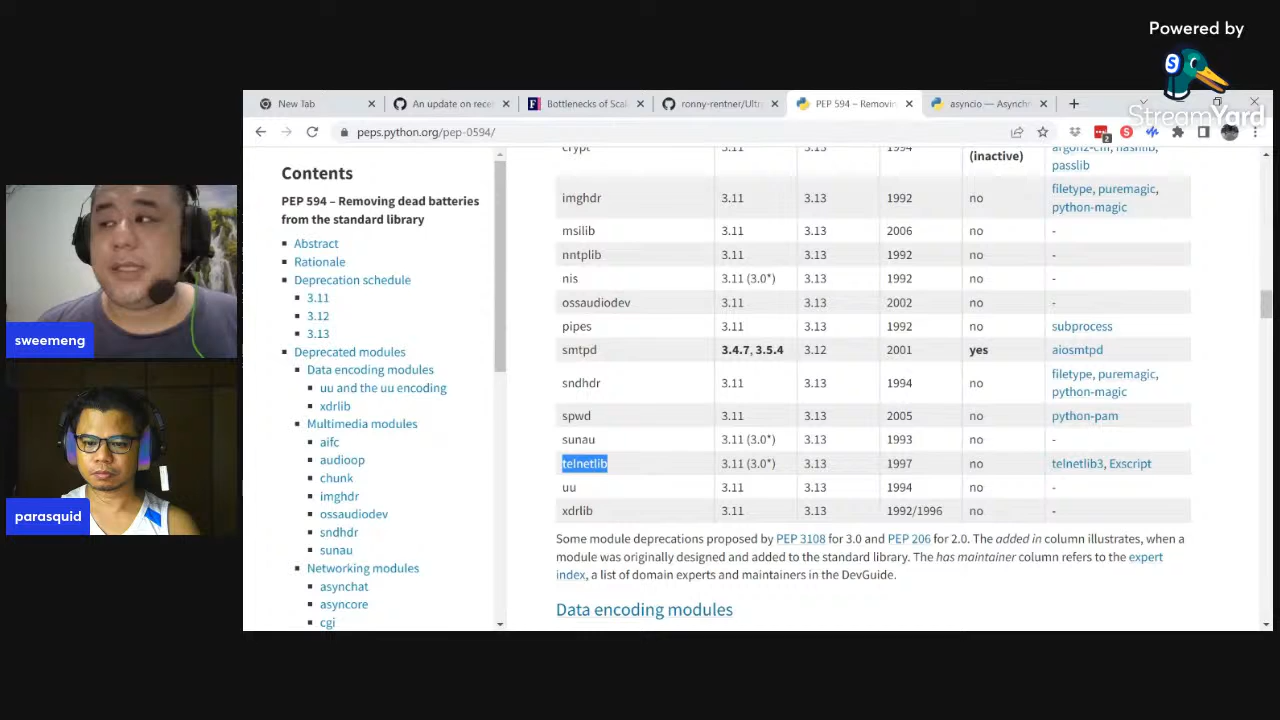 Powered by
S
StreamYard
New Tab
An update on rece
Bottlenecks of Scal
ronny-rentner/Ultr
PEP 594 – Removin
asyncio — Asynch
peps.python.org/pep-0594/
2
S
Contents
PEP 594 – Removing dead batteries
from the standard library
Abstract
Rationale
Deprecation schedule
3.11
3.12
3.13
Deprecated modules
Data encoding modules
uu and the uu encoding
xdrlib
Multimedia modules
aifc
audioop
chunk
imghdr
ossaudiodev
sndhdr
sunau
Networking modules
asynchat
asyncore
cgi
crypt 3.11 3.13 1994 (inactive) argon2-cffi, hashlib,
passlib
imghdr 3.11 3.13 1992 no filetype, puremagic,
python-magic
msilib 3.11 3.13 2006 no -
nntplib 3.11 3.13 1992 no -
nis 3.11 (3.0*) 3.13 1992 no -
ossaudiodev 3.11 3.13 2002 no -
pipes 3.11 3.13 1992 no subprocess
smtpd 3.4.7, 3.5.4 3.12 2001 yes aiosmtpd
sndhdr 3.11 3.13 1994 no filetype, puremagic,
python-magic
spwd 3.11 3.13 2005 no python-pam
sunau 3.11 (3.0*) 3.13 1993 no -
telnetlib 3.11 (3.0*) 3.13 1997 no telnetlib3, Exscript
uu 3.11 3.13 1994 no -
xdrlib 3.11 3.13 1992/1996 no -
Some module deprecations proposed by PEP 3108 for 3.0 and PEP 206 for 2.0. The added in column illustrates, when a
module was originally designed and added to the standard library. The has maintainer column refers to the expert
index, a list of domain experts and maintainers in the DevGuide.
Data encoding modules
sweemeng
parasquid